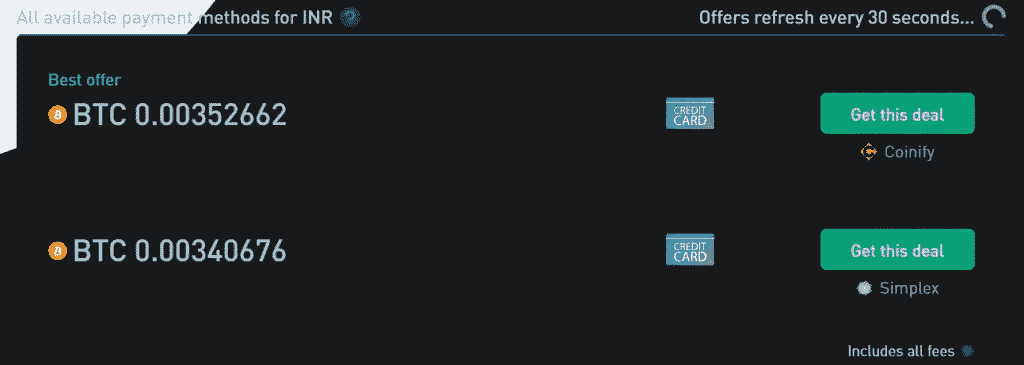 All available payment methods for INR ?
Offers refresh every 30 seconds...
Best offer
BTC 0.00352662
CREDIT
CARD
Get this deal
Coinify
BTC 0.00340676
CREDIT
CARD
Get this deal
Simplex
Includes all fees